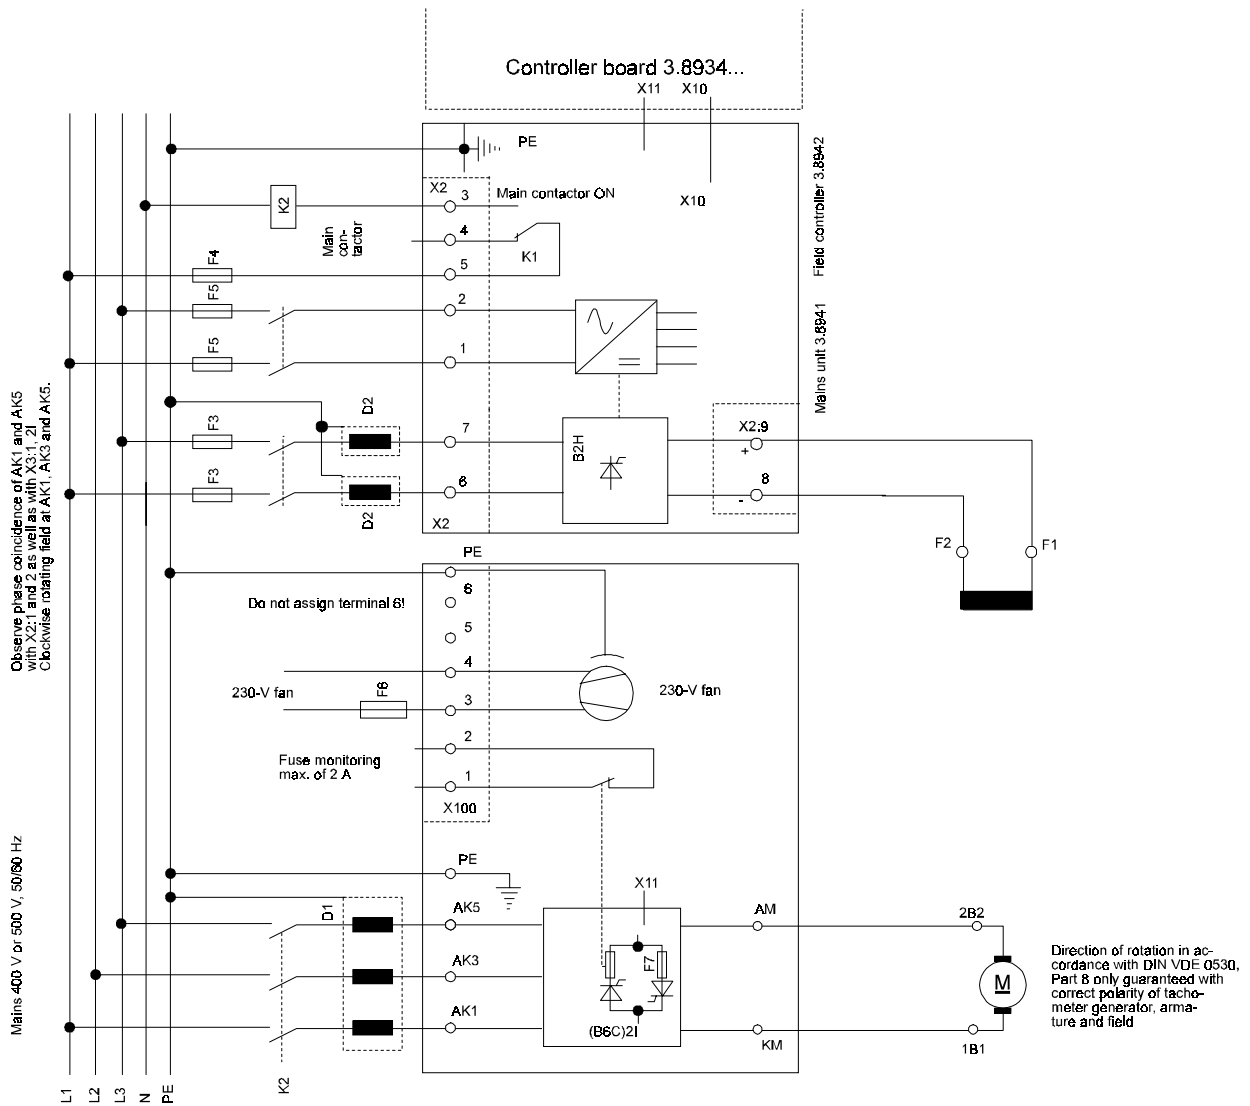 Controller board 3.8934...
X11 X10
PE
X2
3
Main contactor ON
X10
K2
4
Main
con-
tactor
K1
5
F4
Field controller 3.8942
F5
2
F5
1
Mains unit 3.8941
D2
F3
7
B2H
X2:9
+
F3
6
8
-
D2
X2
Observe phase coincidence of AK1 and AK5
with X2:1 and 2 as well as with X3:1, 2!
Clockwise rotating field at AK1, AK3 and AK5.
F2
F1
PE
6
Do not assign terminal 6!
5
4
230-V fan
F6
3
230-V fan
2
Fuse monitoring
max. of 2 A
1
X100
Mains 400 V or 500 V, 50/60 Hz
PE
X11
D1
AK5
AM
2B2
AK3
F7
M
Direction of rotation in ac-
cordance with DIN VDE 0530,
Part 8 only guaranteed with
correct polarity of tacho-
meter generator, arma-
ture and field
AK1
(B6C)2I
KM
1B1
K2
L1
L2
L3
N
PE